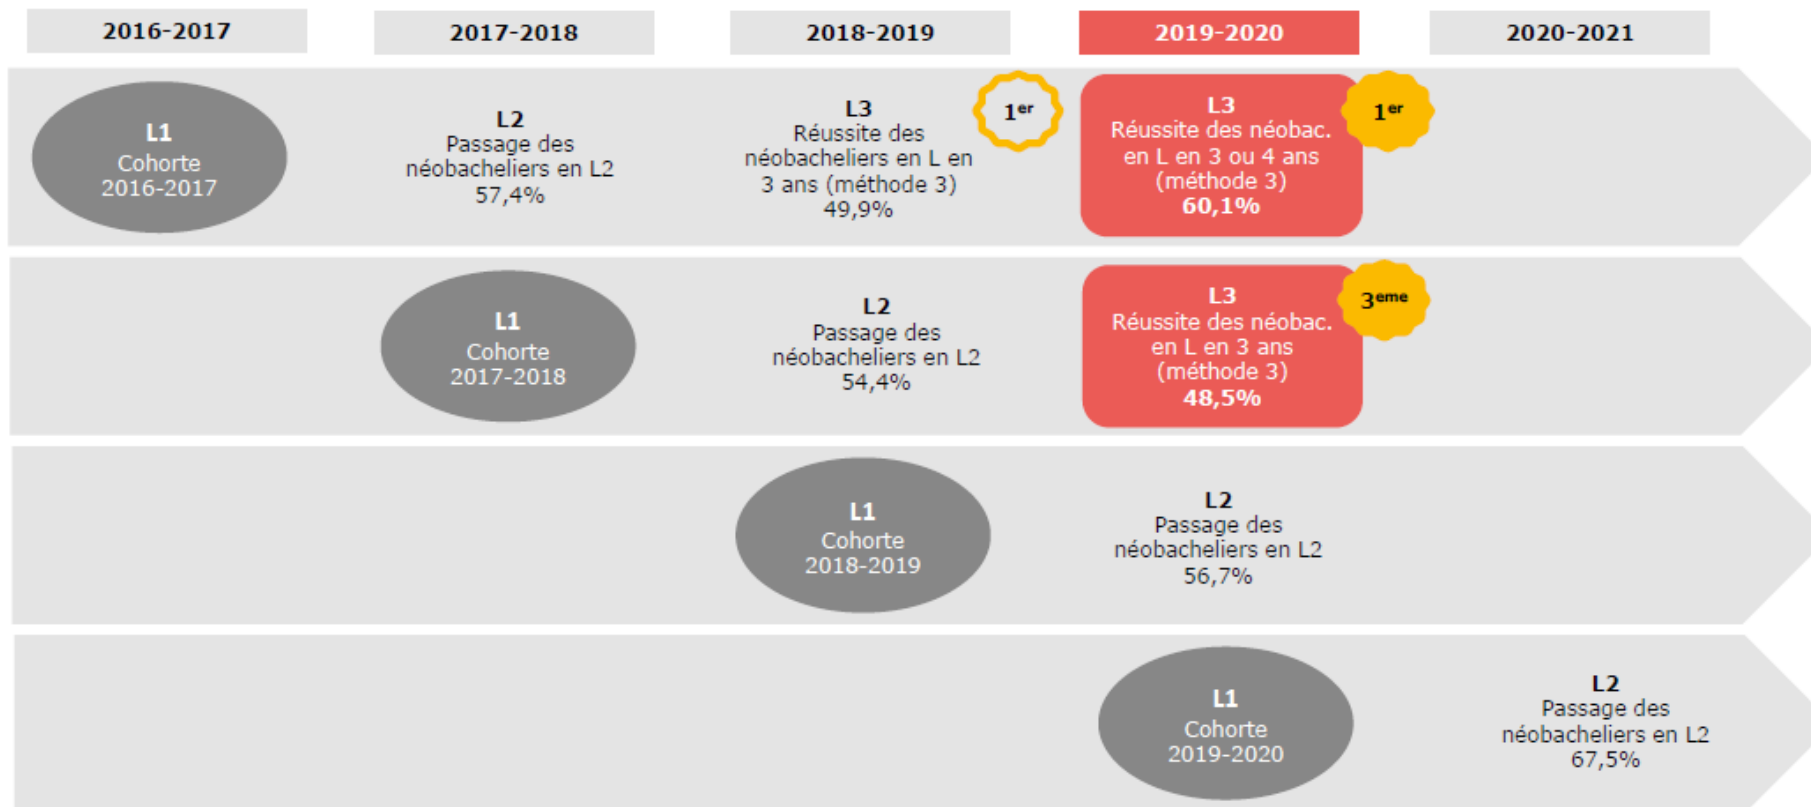 2016-2017
2017-2018
2018-2019
2019-2020
2020-2021
L1
Cohorte
2016-2017
L2
Passage des
néobacheliers en L2
57,4%
L3
Réussite des
néobacheliers en L en
3 ans (méthode 3)
49,9%
1er
L3
Réussite des néobac.
en L en 3 ou 4 ans
(méthode 3)
60,1%
1er
L1
Cohorte
2017-2018
L2
Passage des
néobacheliers en L2
54,4%
L3
Réussite des néobac.
en L en 3 ans
(méthode 3)
48,5%
3eme
L1
Cohorte
2018-2019
L2
Passage des
néobacheliers en L2
56,7%
L1
Cohorte
2019-2020
L2
Passage des
néobacheliers en L2
67,5%